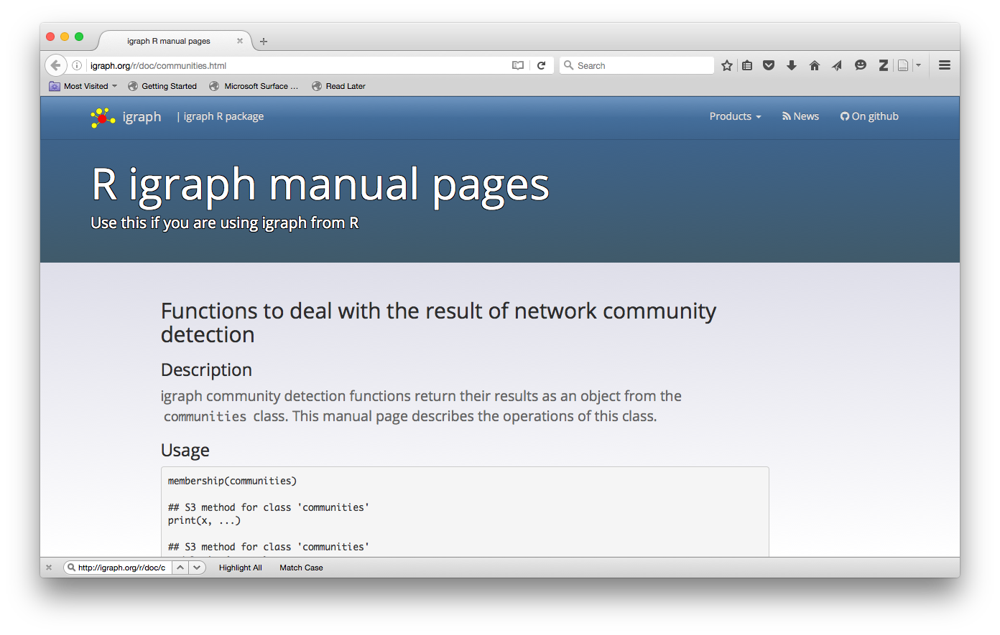 igraph R manual pages
igraph.org/r/doc/communities.html
Search
Most Visited
Getting Started
Microsoft Surface ...
Read Later
igraph
| igraph R package
Products
News
On github
R igraph manual pages
Use this if you are using igraph from R
Functions to deal with the result of network community
detection
Description
igraph community detection functions return their results as an object from the
communities class. This manual page describes the operations of this class.
Usage
membership(communities)
## S3 method for class 'communities'
print(x, ...)
## S3 method for class 'communities'
http://igraph.org/r/doc/c
Highlight All
Match Case